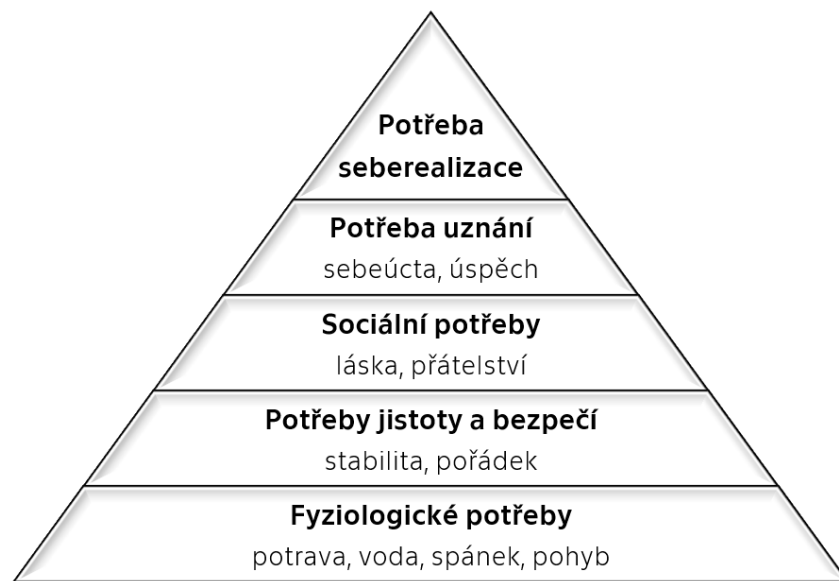 Potřeba
seberealizace
Potřeba uznání
sebeúcta, úspěch
Sociální potřeby
láska, přátelství
Potřeby jistoty a bezpečí
stabilita, pořádek
Fyziologické potřeby
potrava, voda, spánek, pohyb